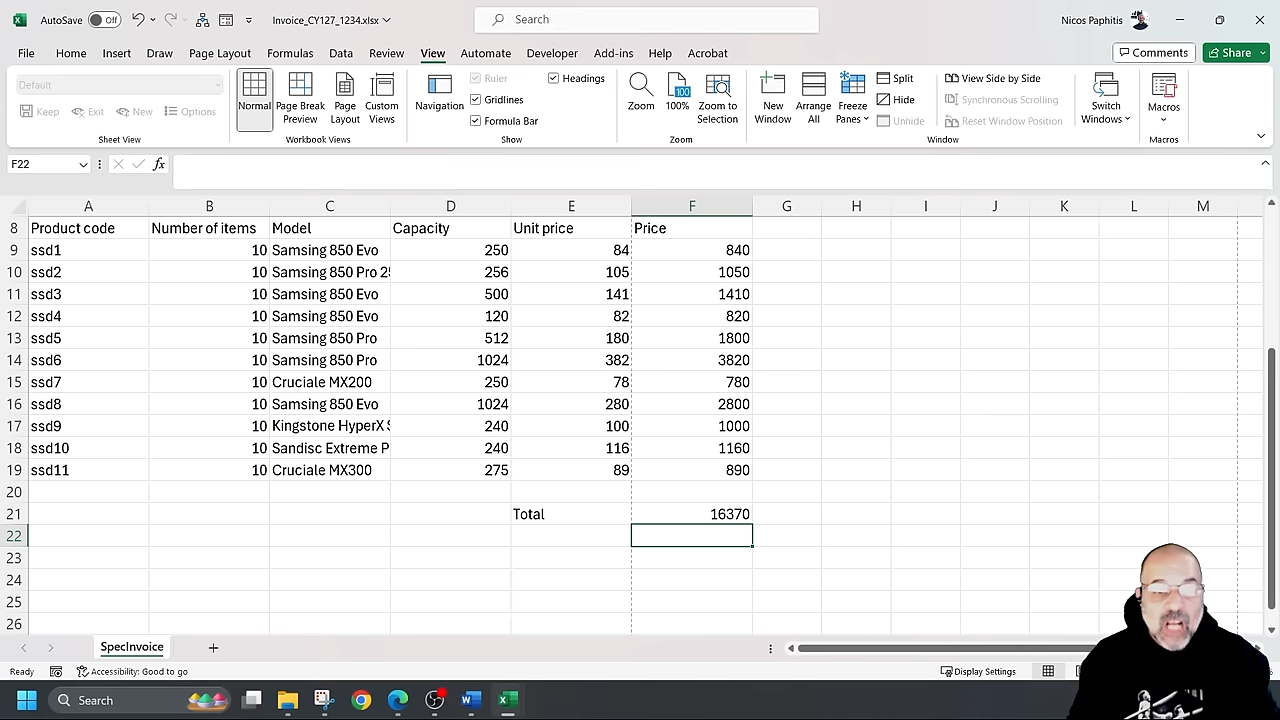 AutoSave Off Invoice_CY127_1234.xlsx Search Nicos Paphitis
File Home Insert Draw Page Layout Formulas Data Review View Automate Developer Add-ins Help Acrobat Comments Share
Default
Keep Exit New Options
Sheet View
Normal
Page Break Preview
Page Layout
Custom Views
Workbook Views
Navigation
Ruler
Gridlines
Formula Bar
Headings
Show
Zoom
100
100%
Zoom to Selection
Zoom
New Window
Arrange All
Freeze Panes
Split
Hide
Unhide
View Side by Side
Synchronous Scrolling
Reset Window Position
Switch Windows
Window
Macros
Macros
F22 fx
A B C D E F G H I J K L M
8 Product code Number of items Model Capacity Unit price Price
9 ssd1 10 Samsing 850 Evo 250 84 840
10 ssd2 10 Samsing 850 Pro 256 105 1050
11 ssd3 10 Samsing 850 Evo 500 141 1410
12 ssd4 10 Samsing 850 Evo 120 82 820
13 ssd5 10 Samsing 850 Pro 512 180 1800
14 ssd6 10 Samsing 850 Pro 1024 382 3820
15 ssd7 10 Cruciale MX200 250 78 780
16 ssd8 10 Samsing 850 Evo 1024 280 2800
17 ssd9 10 Kingstone HyperX 240 100 1000
18 ssd10 10 Sandisc Extreme P 240 116 1160
19 ssd11 10 Cruciale MX300 275 89 890
20
21 Total 16370
22
23
24
25
26
SpecInvoice
Ready Accessibility: Good to go Display Settings
Search